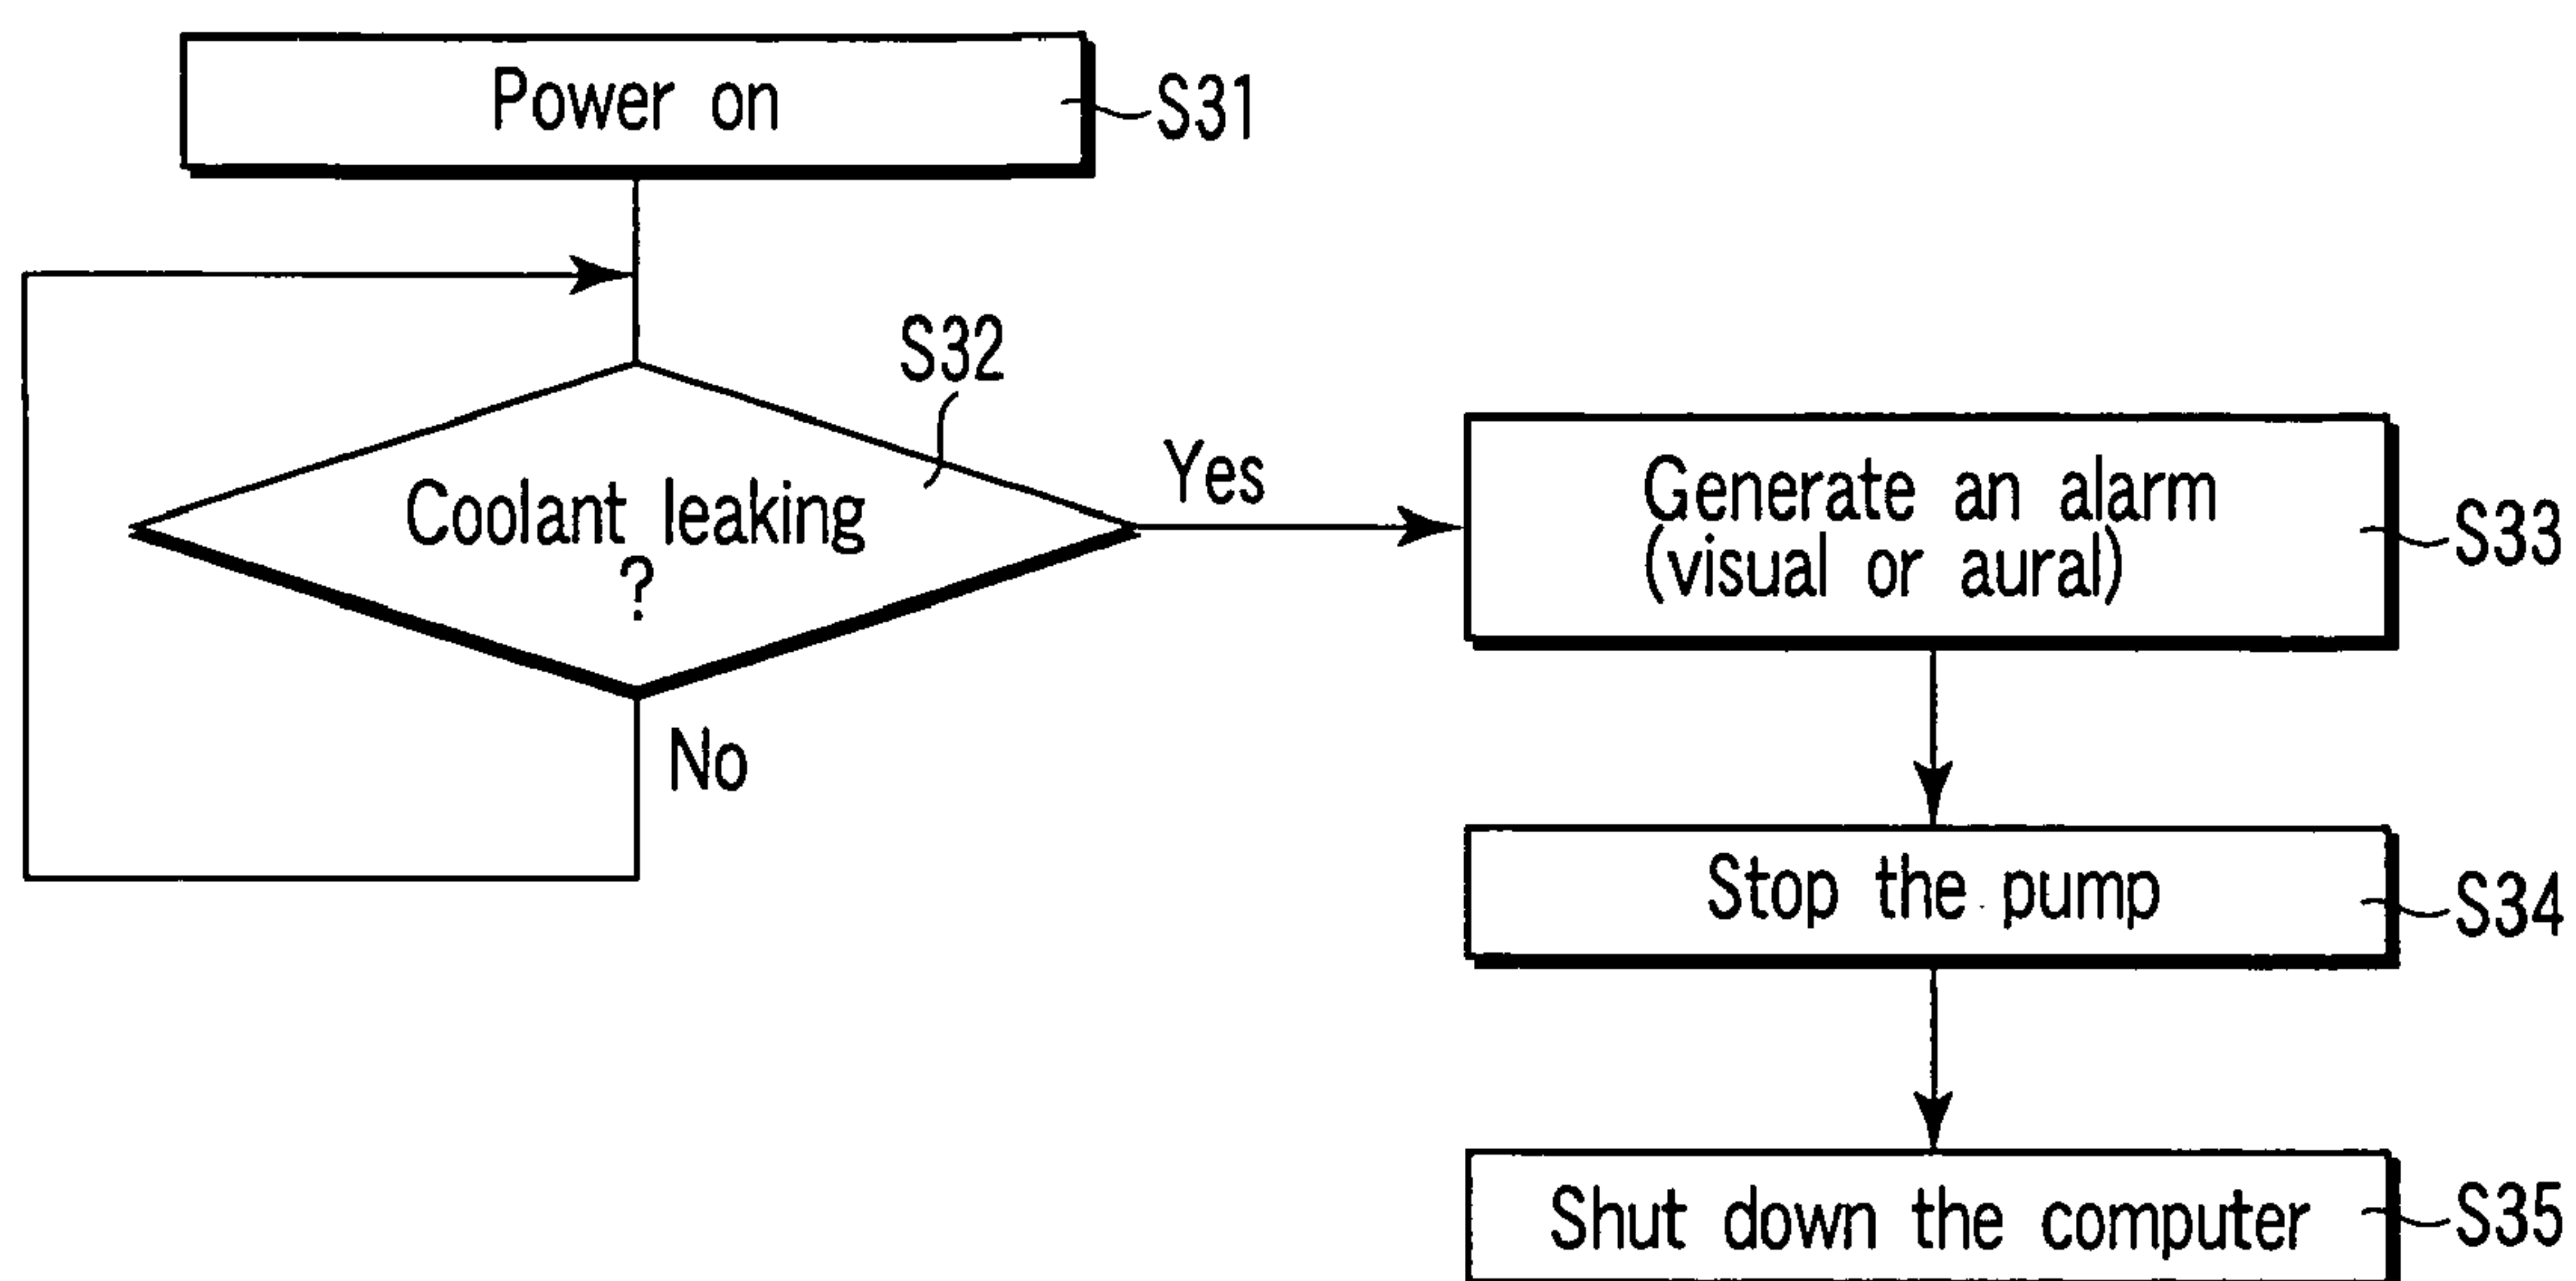 Power on
S31
S32
Coolant leaking
?
Yes
No
Generate an alarm
(visual or aural)
S33
Stop the pump
S34
Shut down the computer
S35